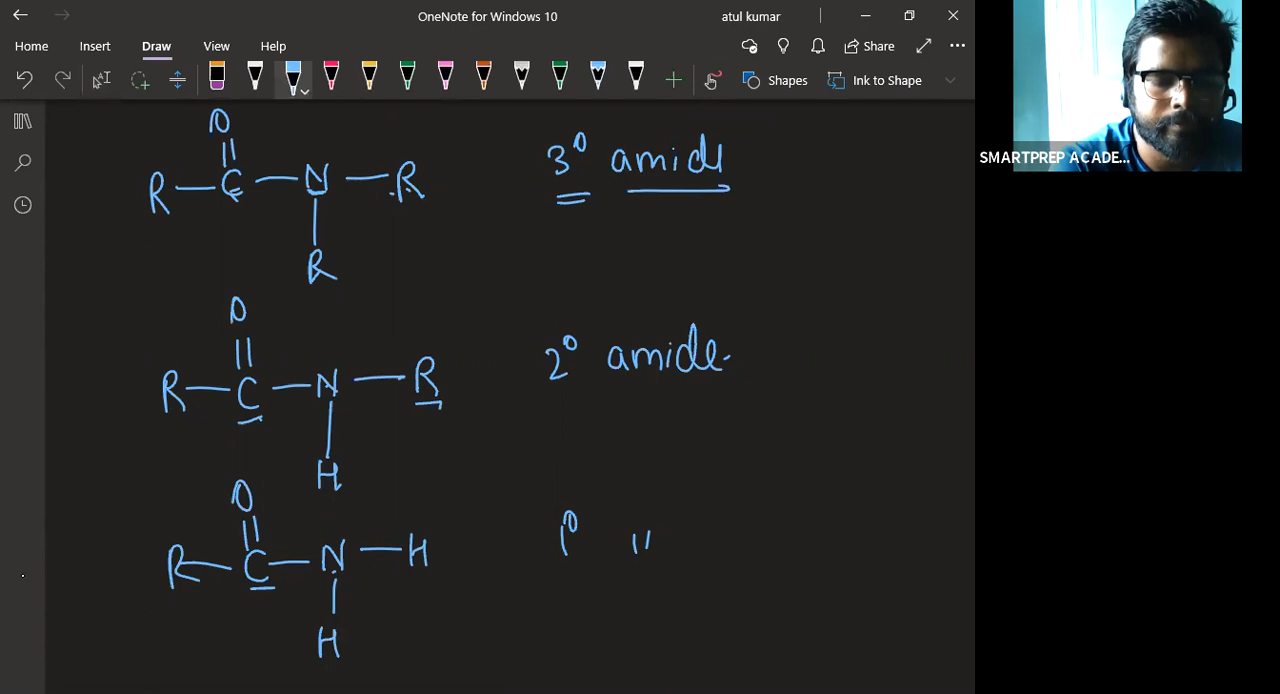 OneNote for Windows 10
atul kumar
Home Insert Draw View Help
Share
Shapes
Ink to Shape
SMARTPREP ACADE...
O
R — C — N — R 3° amide
R
O
R — C — N — R 2° amide
H
O
R — C — N — H 1° "
H